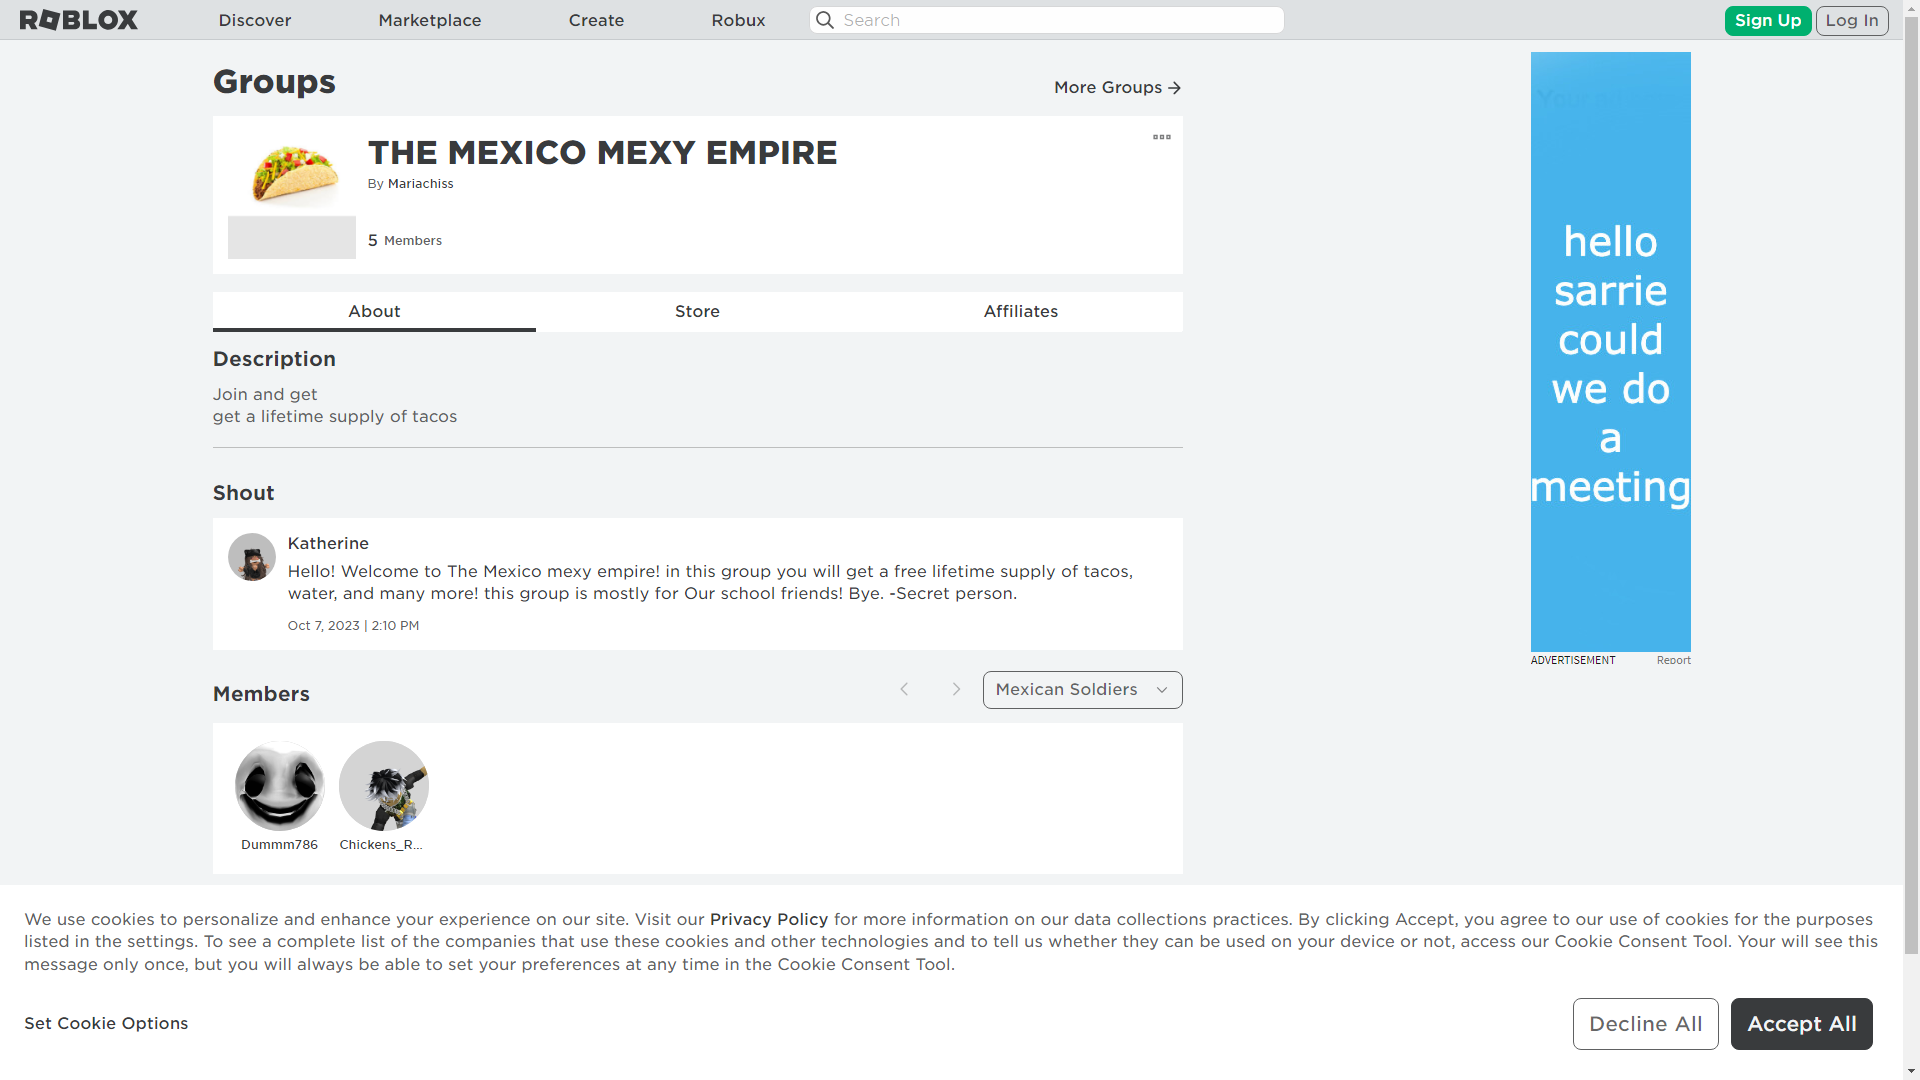 ROBLOX
Discover
Marketplace
Create
Robux
Search
Sign Up
Log In
Groups
More Groups
THE MEXICO MEXY EMPIRE
By Mariachiss
5 Members
About
Store
Affiliates
Description
Join and get
get a lifetime supply of tacos
Shout
Katherine
Hello! Welcome to The Mexico mexy empire! in this group you will get a free lifetime supply of tacos,
water, and many more! this group is mostly for Our school friends! Bye. -Secret person.
Oct 7, 2023 | 2:10 PM
Members
Mexican Soldiers
Dummm786
Chickens_R...
hello
sarrie
could
we do
a
meeting
ADVERTISEMENT
Report
We use cookies to personalize and enhance your experience on our site. Visit our Privacy Policy for more information on our data collections practices. By clicking Accept, you agree to our use of cookies for the purposes
listed in the settings. To see a complete list of the companies that use these cookies and other technologies and to tell us whether they can be used on your device or not, access our Cookie Consent Tool. Your will see this
message only once, but you will always be able to set your preferences at any time in the Cookie Consent Tool.
Set Cookie Options
Decline All
Accept All